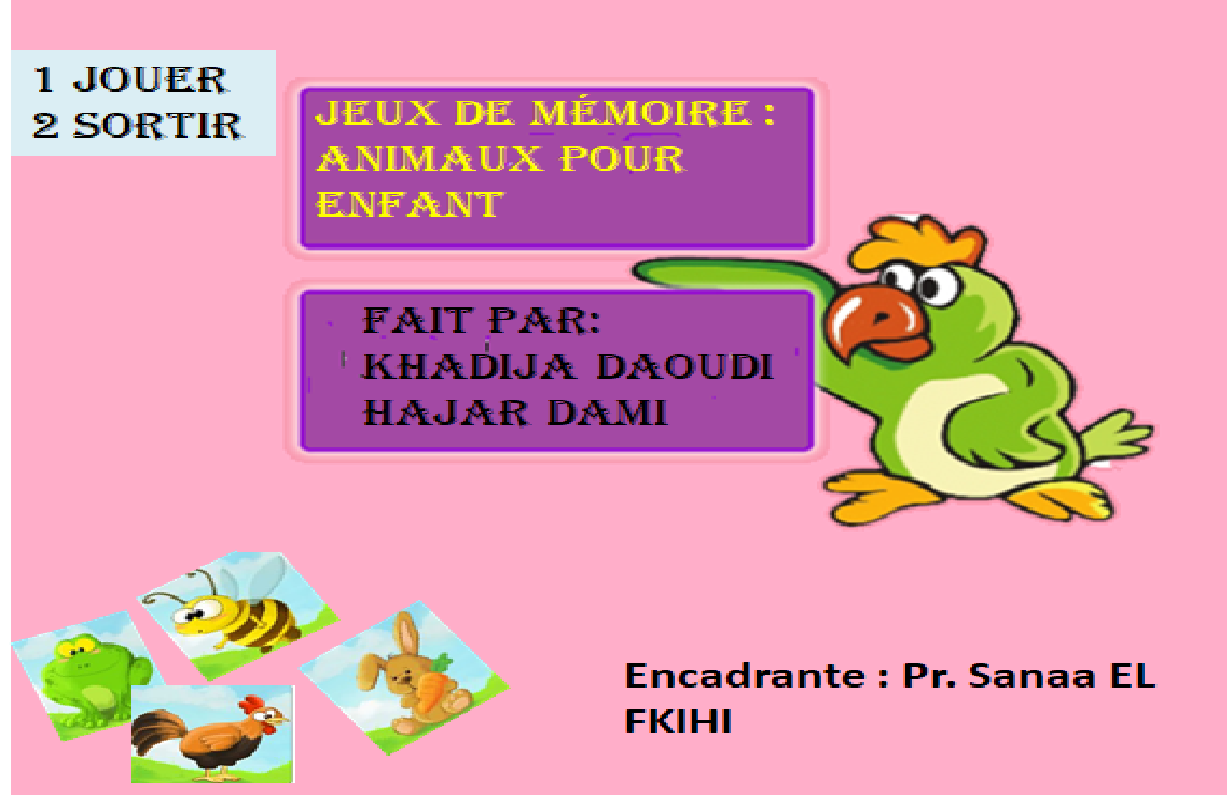 1 JOUER
2 SORTIR
JEUX DE MÉMOIRE :
ANIMAUX POUR
ENFANT
FAIT PAR:
KHADIJA DAOUDI
HAJAR DAMI
Encadrante : Pr. Sanaa EL
FKIHI